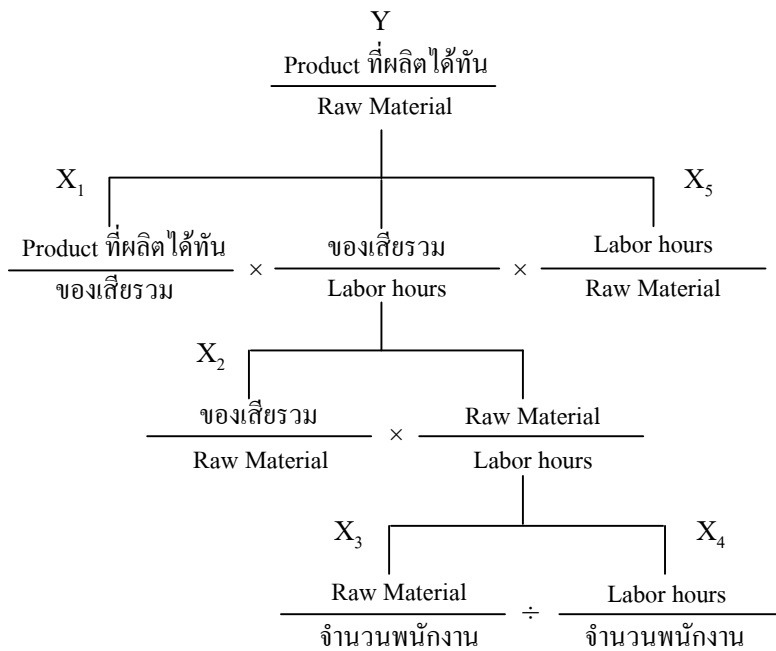 Y
Product ที่ผลิตได้ทัน
Raw Material
X₁ X₅
Product ที่ผลิตได้ทัน × ของเสียรวม × Labor hours
ของเสียรวม Labor hours Raw Material
X₂
ของเสียรวม × Raw Material
Raw Material Labor hours
X₃ X₄
Raw Material ÷ Labor hours
จำนวนพนักงาน จำนวนพนักงาน